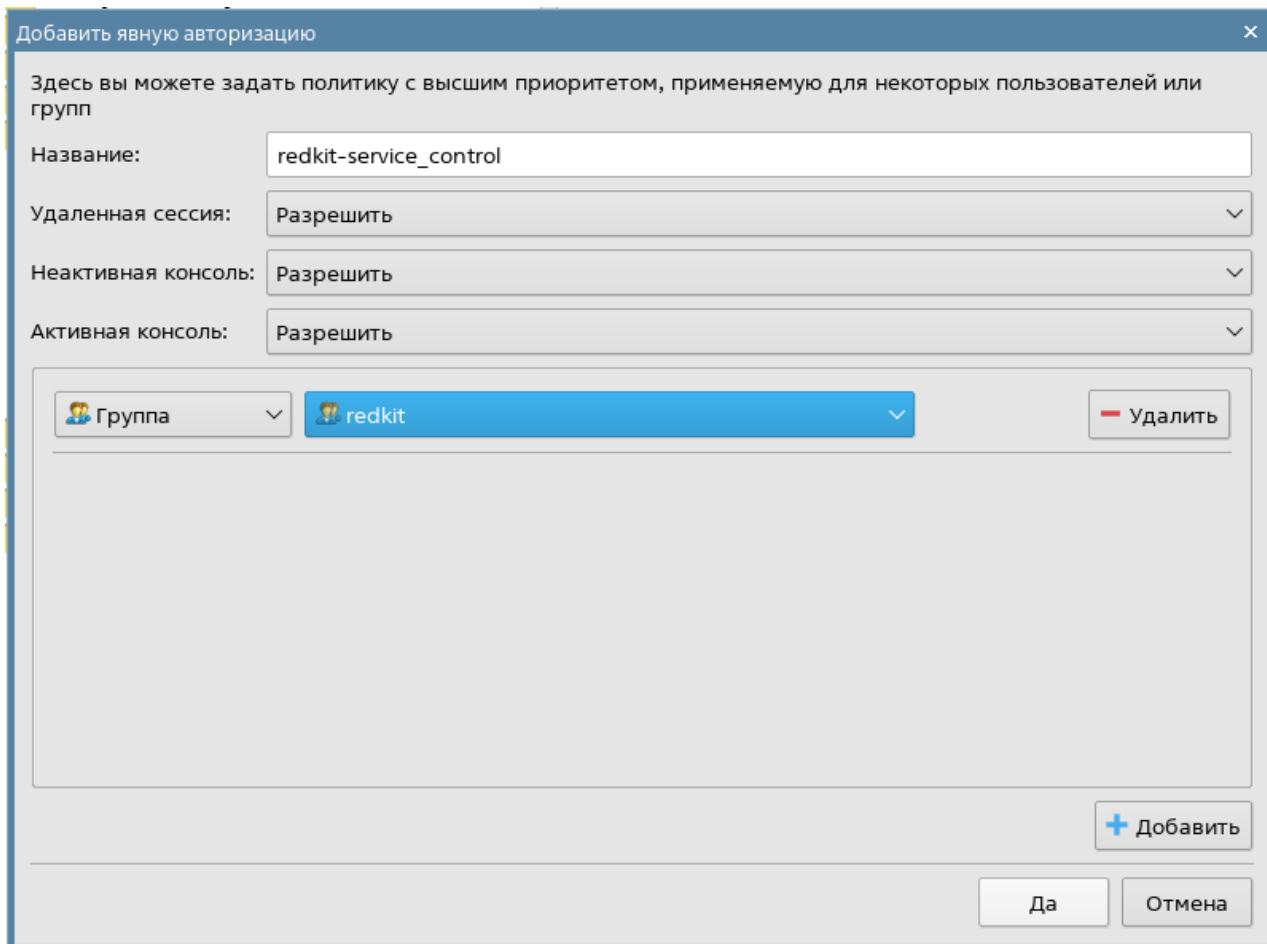 Добавить явную авторизацию
Здесь вы можете задать политику с высшим приоритетом, применяемую для некоторых пользователей или
групп
Название: redkit-service_control
Удаленная сессия: Разрешить
Неактивная консоль: Разрешить
Активная консоль: Разрешить
Группа redkit Удалить
Добавить
Да Отмена